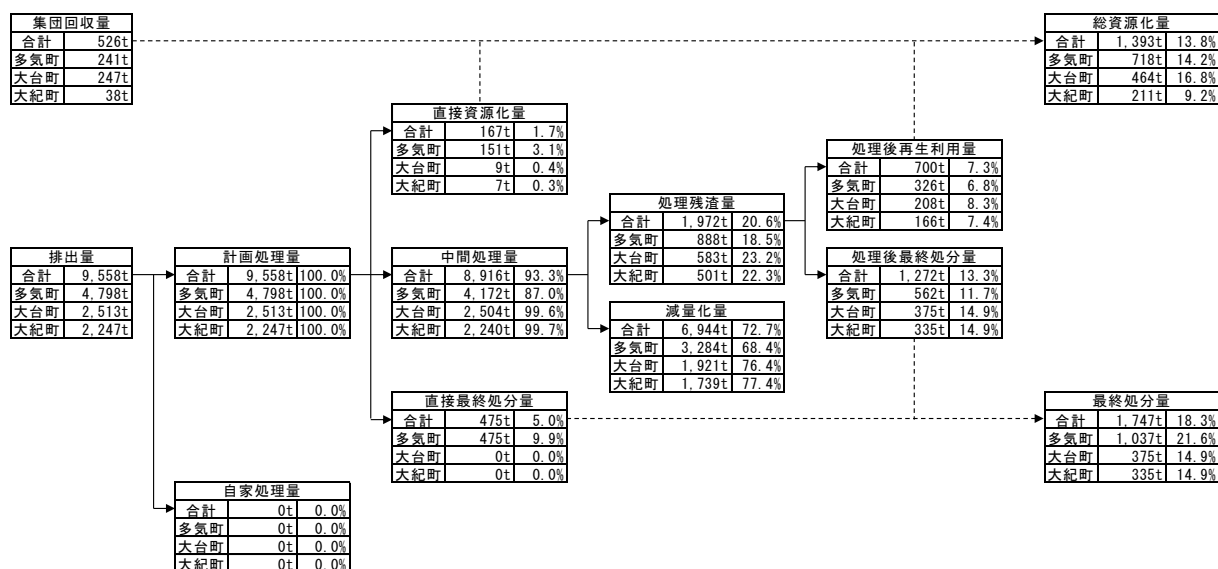 集団回収量
合計 526t
多気町 241t
大台町 247t
大紀町 38t
総資源化量
合計 1,393t 13.8%
多気町 718t 14.2%
大台町 464t 16.8%
大紀町 211t 9.2%
直接資源化量
合計 167t 1.7%
多気町 151t 3.1%
大台町 9t 0.4%
大紀町 7t 0.3%
処理後再生利用量
合計 700t 7.3%
多気町 326t 6.8%
大台町 208t 8.3%
大紀町 166t 7.4%
処理残渣量
合計 1,972t 20.6%
多気町 888t 18.5%
大台町 583t 23.2%
大紀町 501t 22.3%
排出量
合計 9,558t
多気町 4,798t
大台町 2,513t
大紀町 2,247t
計画処理量
合計 9,558t 100.0%
多気町 4,798t 100.0%
大台町 2,513t 100.0%
大紀町 2,247t 100.0%
中間処理量
合計 8,916t 93.3%
多気町 4,172t 87.0%
大台町 2,504t 99.6%
大紀町 2,240t 99.7%
処理後最終処分量
合計 1,272t 13.3%
多気町 562t 11.7%
大台町 375t 14.9%
大紀町 335t 14.9%
減量化量
合計 6,944t 72.7%
多気町 3,284t 68.4%
大台町 1,921t 76.4%
大紀町 1,739t 77.4%
直接最終処分量
合計 475t 5.0%
多気町 475t 9.9%
大台町 0t 0.0%
大紀町 0t 0.0%
最終処分量
合計 1,747t 18.3%
多気町 1,037t 21.6%
大台町 375t 14.9%
大紀町 335t 14.9%
自家処理量
合計 0t 0.0%
多気町 0t 0.0%
大台町 0t 0.0%
大紀町 0t 0.0%